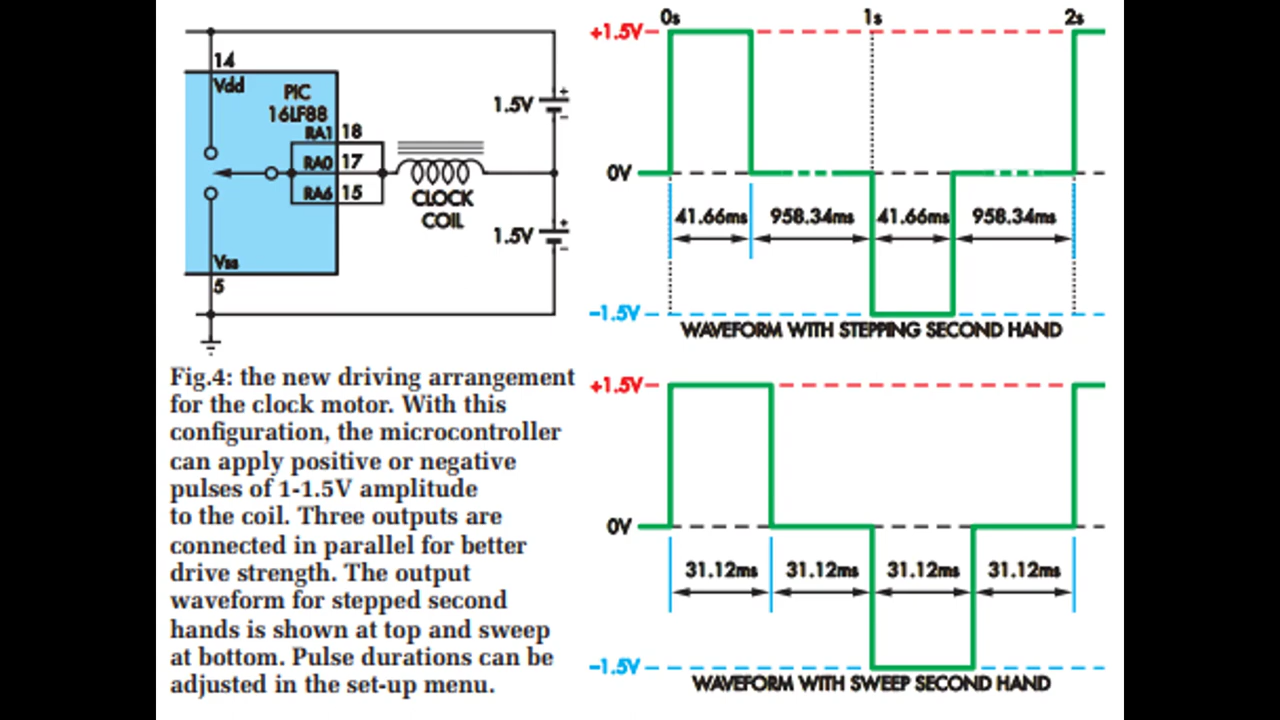 14
Vdd
PIC
16LF88
RA1 18
RA0 17
RA6 15
CLOCK
COIL
Vss
5
1.5V
+
−
1.5V
+
−
Fig.4: the new driving arrangement
for the clock motor. With this
configuration, the microcontroller
can apply positive or negative
pulses of 1-1.5V amplitude
to the coil. Three outputs are
connected in parallel for better
drive strength. The output
waveform for stepped second
hands is shown at top and sweep
at bottom. Pulse durations can be
adjusted in the set-up menu.
0s 1s 2s
+1.5V
0V
41.66ms 958.34ms 41.66ms 958.34ms
−1.5V
WAVEFORM WITH STEPPING SECOND HAND
+1.5V
0V
31.12ms 31.12ms 31.12ms 31.12ms
−1.5V
WAVEFORM WITH SWEEP SECOND HAND